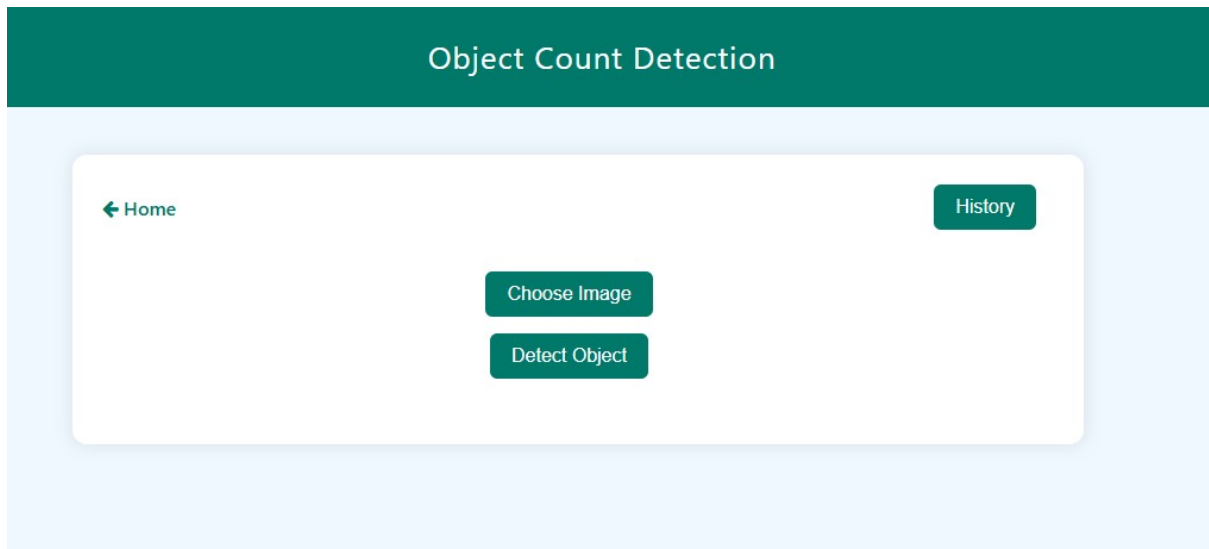 Object Count Detection
Home
History
Choose Image
Detect Object